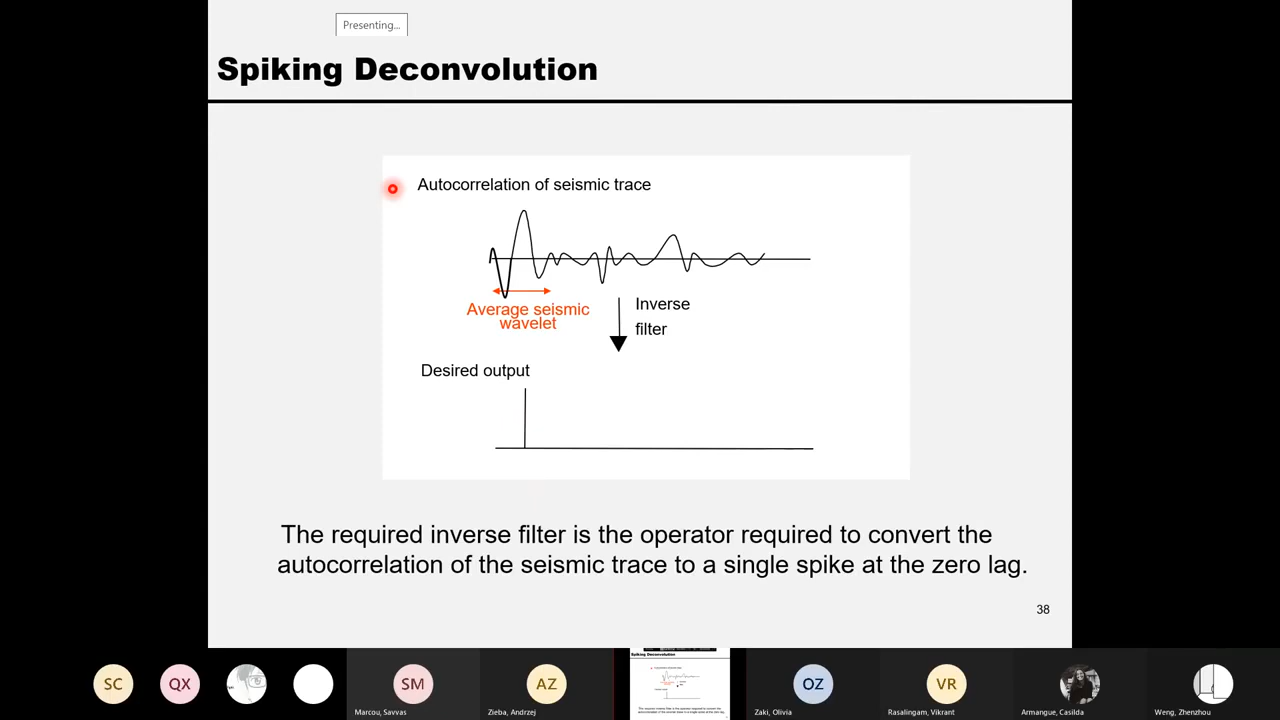 Presenting...
Spiking Deconvolution
Autocorrelation of seismic trace
Average seismic
wavelet
Inverse
filter
Desired output
The required inverse filter is the operator required to convert the
autocorrelation of the seismic trace to a single spike at the zero lag.
38
SC
QX
SM
Marcou, Savvas
AZ
Zieba, Andrzej
Spiking Deconvolution
OZ
Zaki, Olivia
VR
Rasalingam, Vikrant
Armangue, Casilda
Weng, Zhenzhou